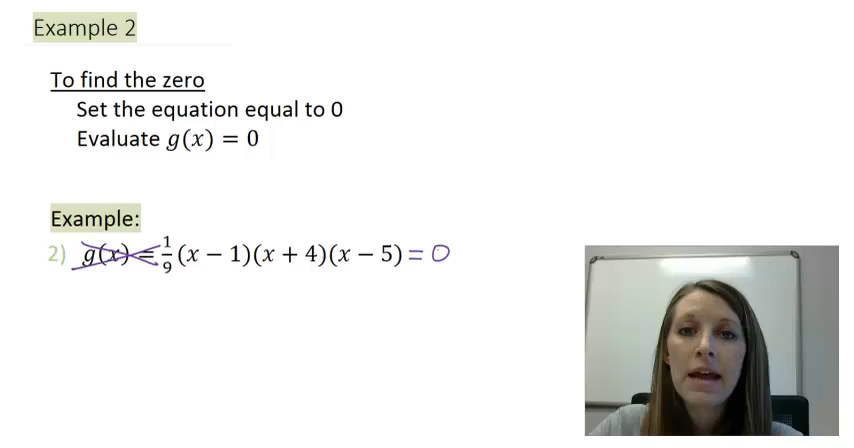 Example 2
To find the zero
Set the equation equal to 0
Evaluate g(x) = 0
Example:
2) g(x) = 1/9 (x − 1)(x + 4)(x − 5) = 0